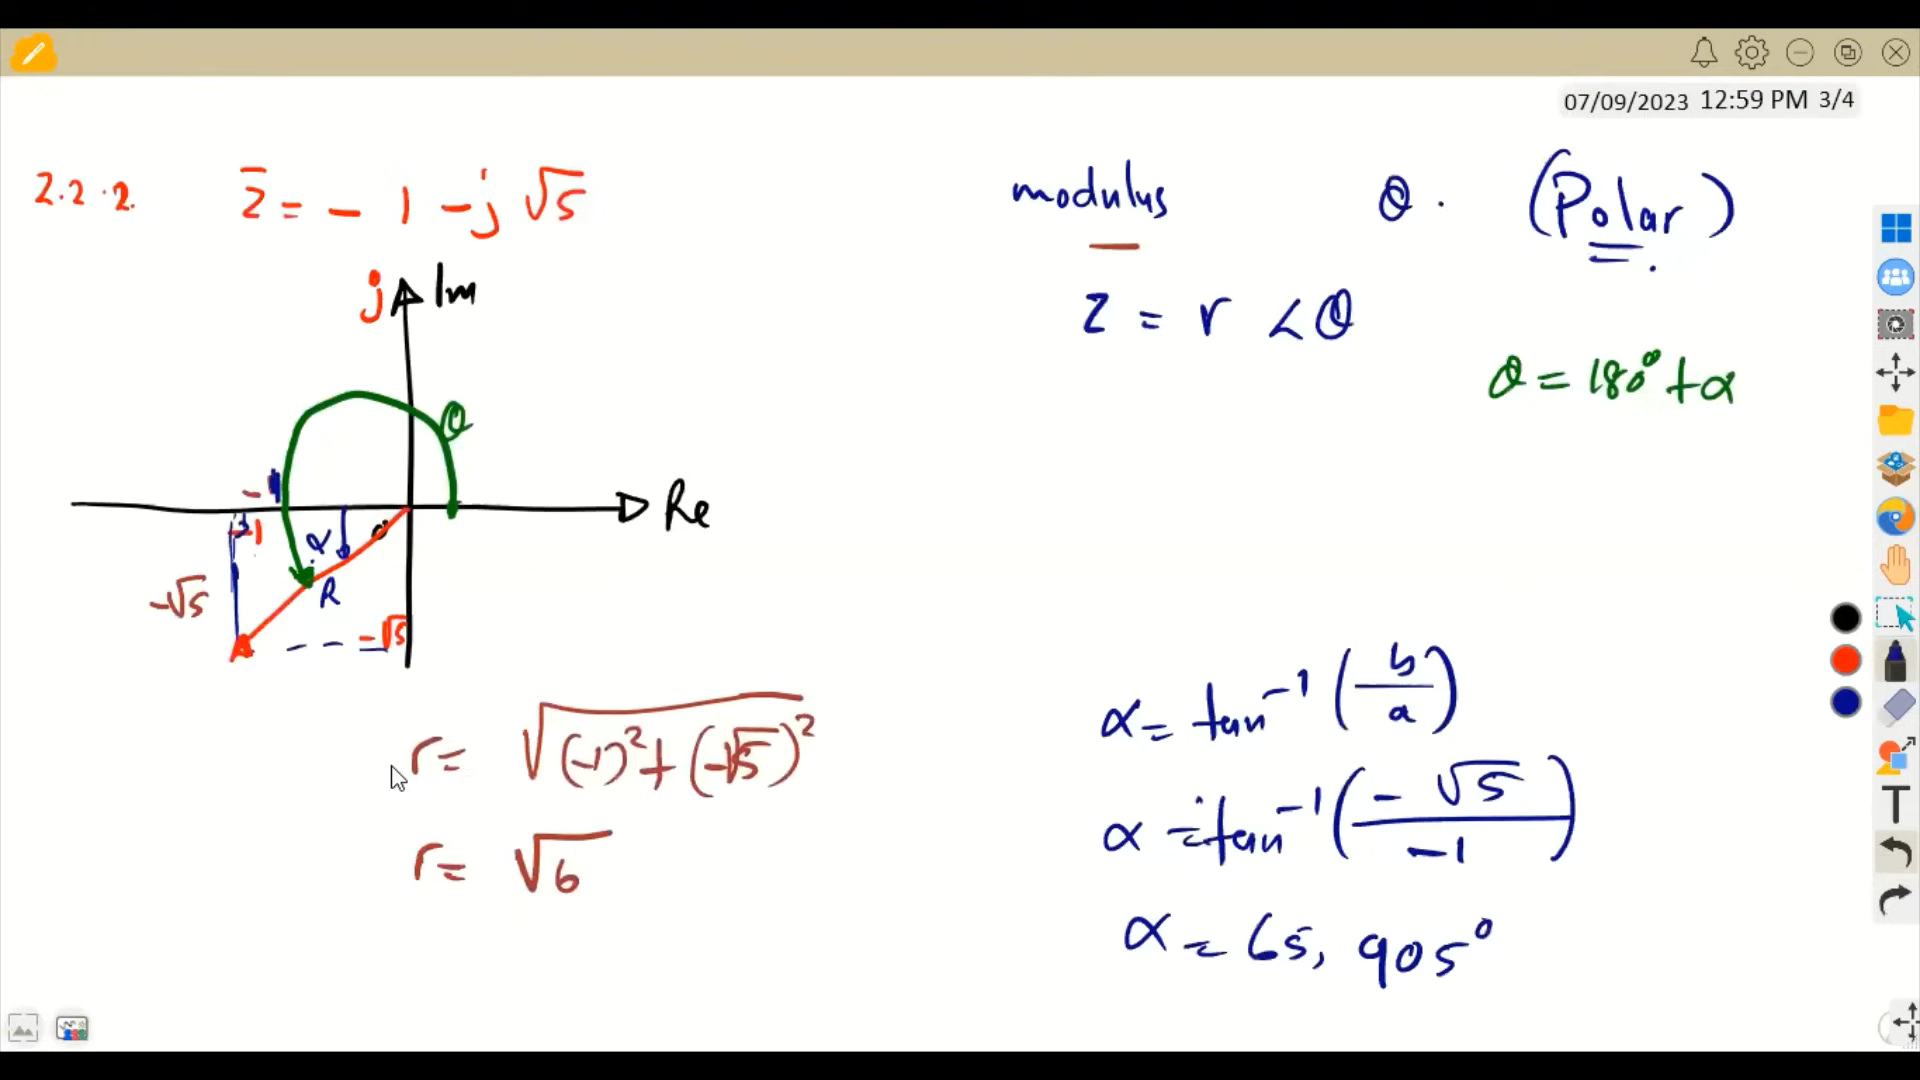 07/09/2023 12:59 PM 3/4
2.2.2. z̄ = -1 - j √5
modulus θ. (Polar)
j Im
z = r <θ
θ = 180° + α
θ
-1
Re
-1
α
-√5
R
-√5
α = tan⁻¹ (b/a)
r = √((-1)² + (-√5)²)
α = tan⁻¹ (-√5/-1)
r = √6
α = 65,905°
T